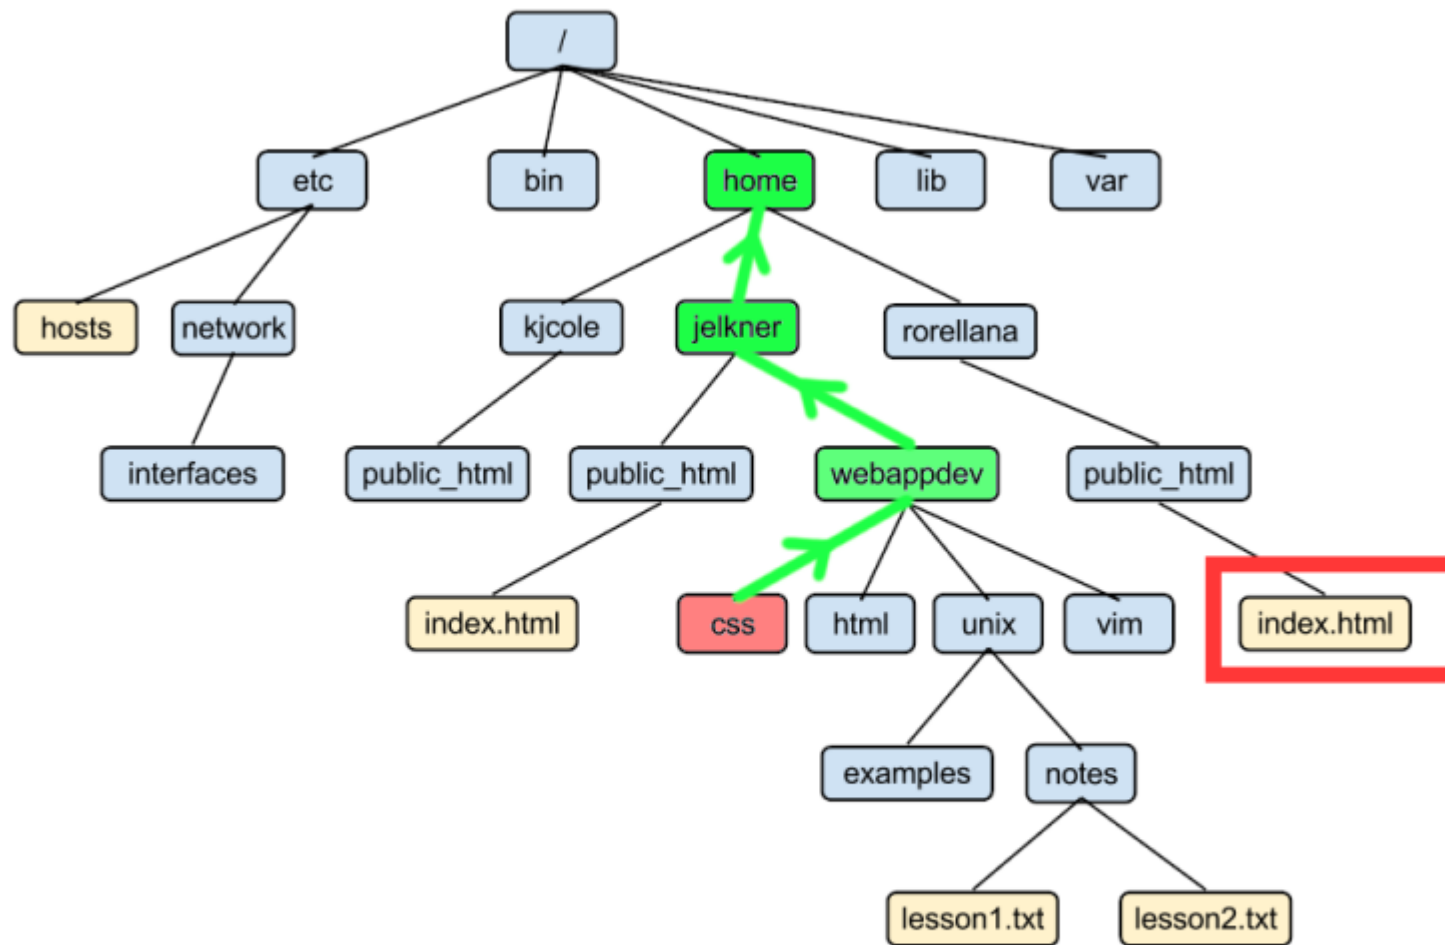 /
etc
bin
home
lib
var
hosts
network
kjcole
jelkner
rorellana
interfaces
public_html
public_html
webappdev
public_html
index.html
css
html
unix
vim
index.html
examples
notes
lesson1.txt
lesson2.txt